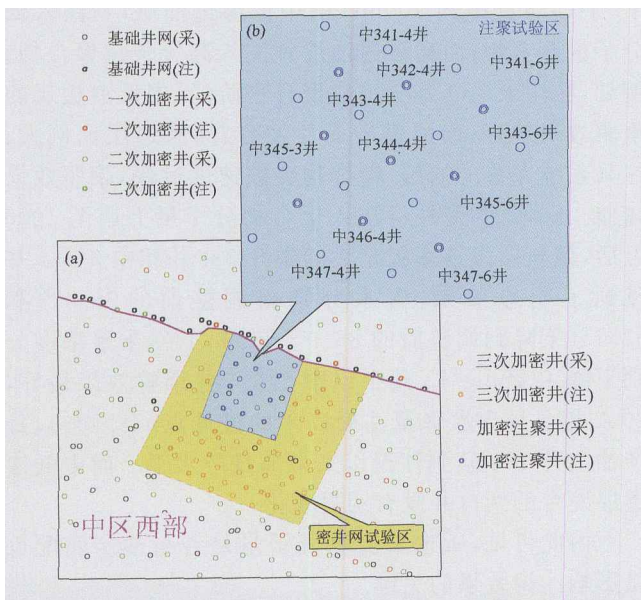 基础井网(采)
基础井网(注)
一次加密井(采)
一次加密井(注)
二次加密井(采)
二次加密井(注)
(b)
注聚试验区
中341-4井
中342-4井
中341-6井
中343-4井
中343-6井
中344-4井
中345-3井
中345-6井
中346-4井
中347-4井
中347-6井
(a)
中区西部
密井网试验区
三次加密井(采)
三次加密井(注)
加密注聚井(采)
加密注聚井(注)